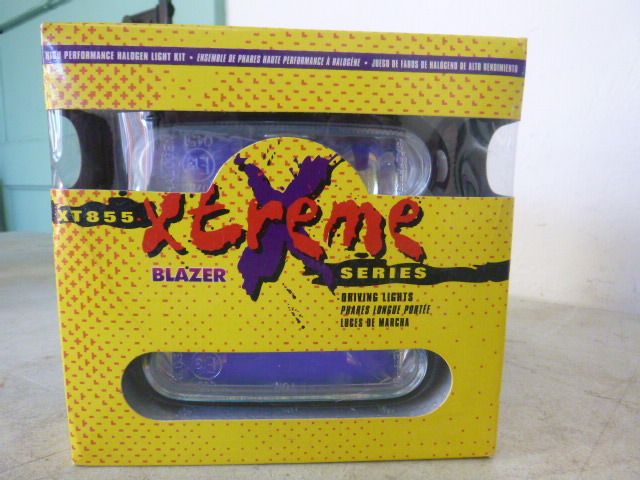 HIGH PERFORMANCE HALOGEN LIGHT KIT • ENSEMBLE DE PHARES HAUTE PERFORMANCE À HALOGÈNE • JUEGO DE FAROS DE HALÓGENO DE ALTO RENDIMIENTO
XT855 xtreme
BLAZER SERIES
DRIVING LIGHTS
PHARES LONGUE PORTÉE
LUCES DE MARCHA